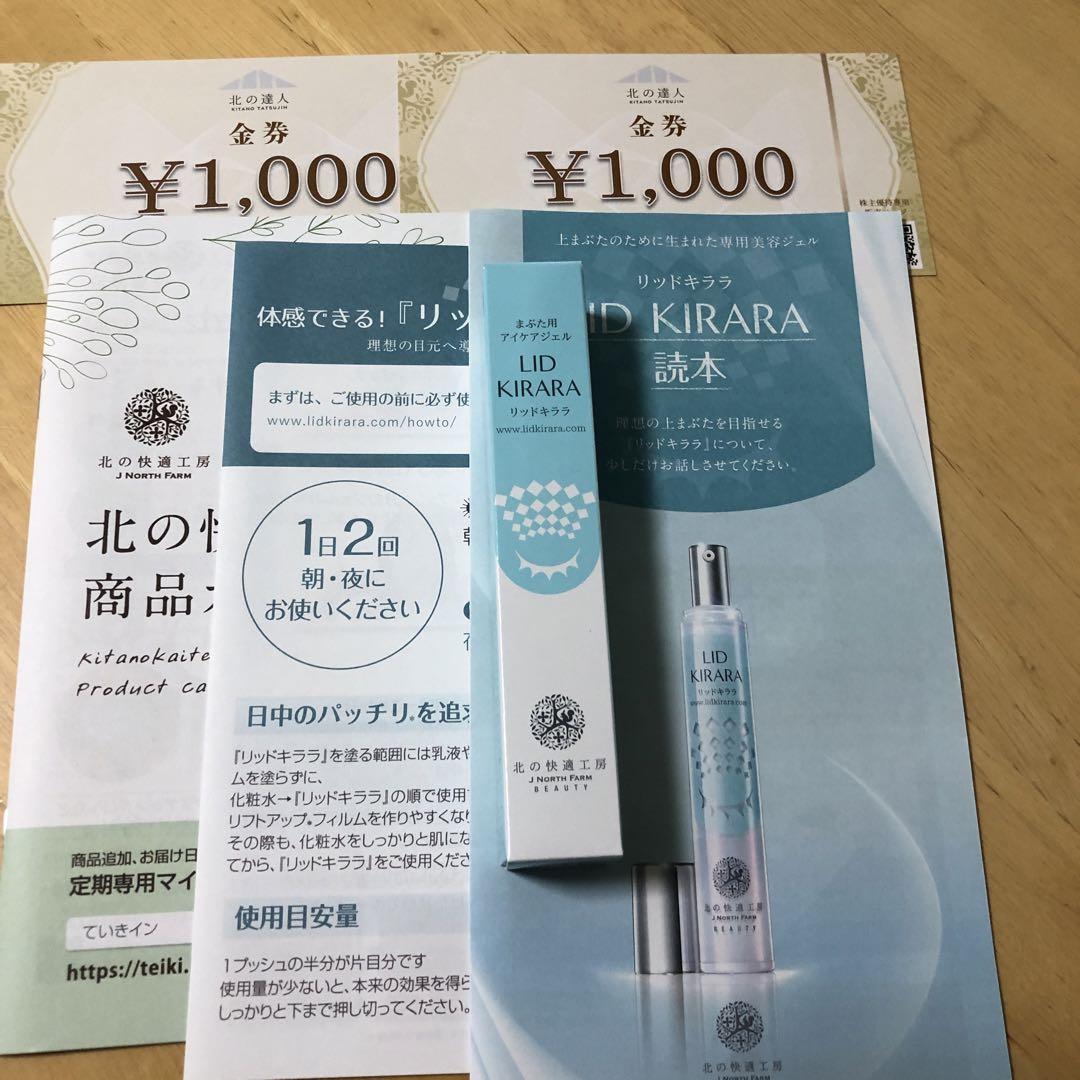 北の達人
KITANO TATSUJIN
金券
¥1,000
北の達人
KITANO TATSUJIN
金券
¥1,000
株主優待専用
北の快適工房
J NORTH FARM
北の
商品
Kitanokaite
Product ca
商品追加、お届け日
定期専用マイ
ていきイン
https://teiki.
体感できる!『リッ
理想の目元へ導
まずは、ご使用の前に必ず使
www.lidkirara.com/howto/
1日2回
朝・夜に
お使いください
日中のパッチリ®を追求
『リッドキララ』を塗る範囲には乳液や
ムを塗らずに、
化粧水→『リッドキララ』の順で使用
リフトアップ®フィルムを作りやすくなり
その際も、化粧水をしっかりと肌にな
てから、『リッドキララ』をご使用くださ
使用目安量
1プッシュの半分が片目分です
使用量が少ないと、本来の効果を得ら
しっかりと下まで押し切ってください。
まぶた用
アイケアジェル
LID
KIRARA
リッドキララ
www.lidkirara.com
北の快適工房
J NORTH FARM
BEAUTY
上まぶたのために生まれた専用美容ジェル
リッドキララ
LID KIRARA
読本
理想の上まぶたを目指せる
『リッドキララ』について、
少しだけお話しさせてください。
LID
KIRARA
リッドキララ
www.lidkirara.com
北の快適工房
J NORTH FARM
BEAUTY
北の快適工房
J NORTH FARM